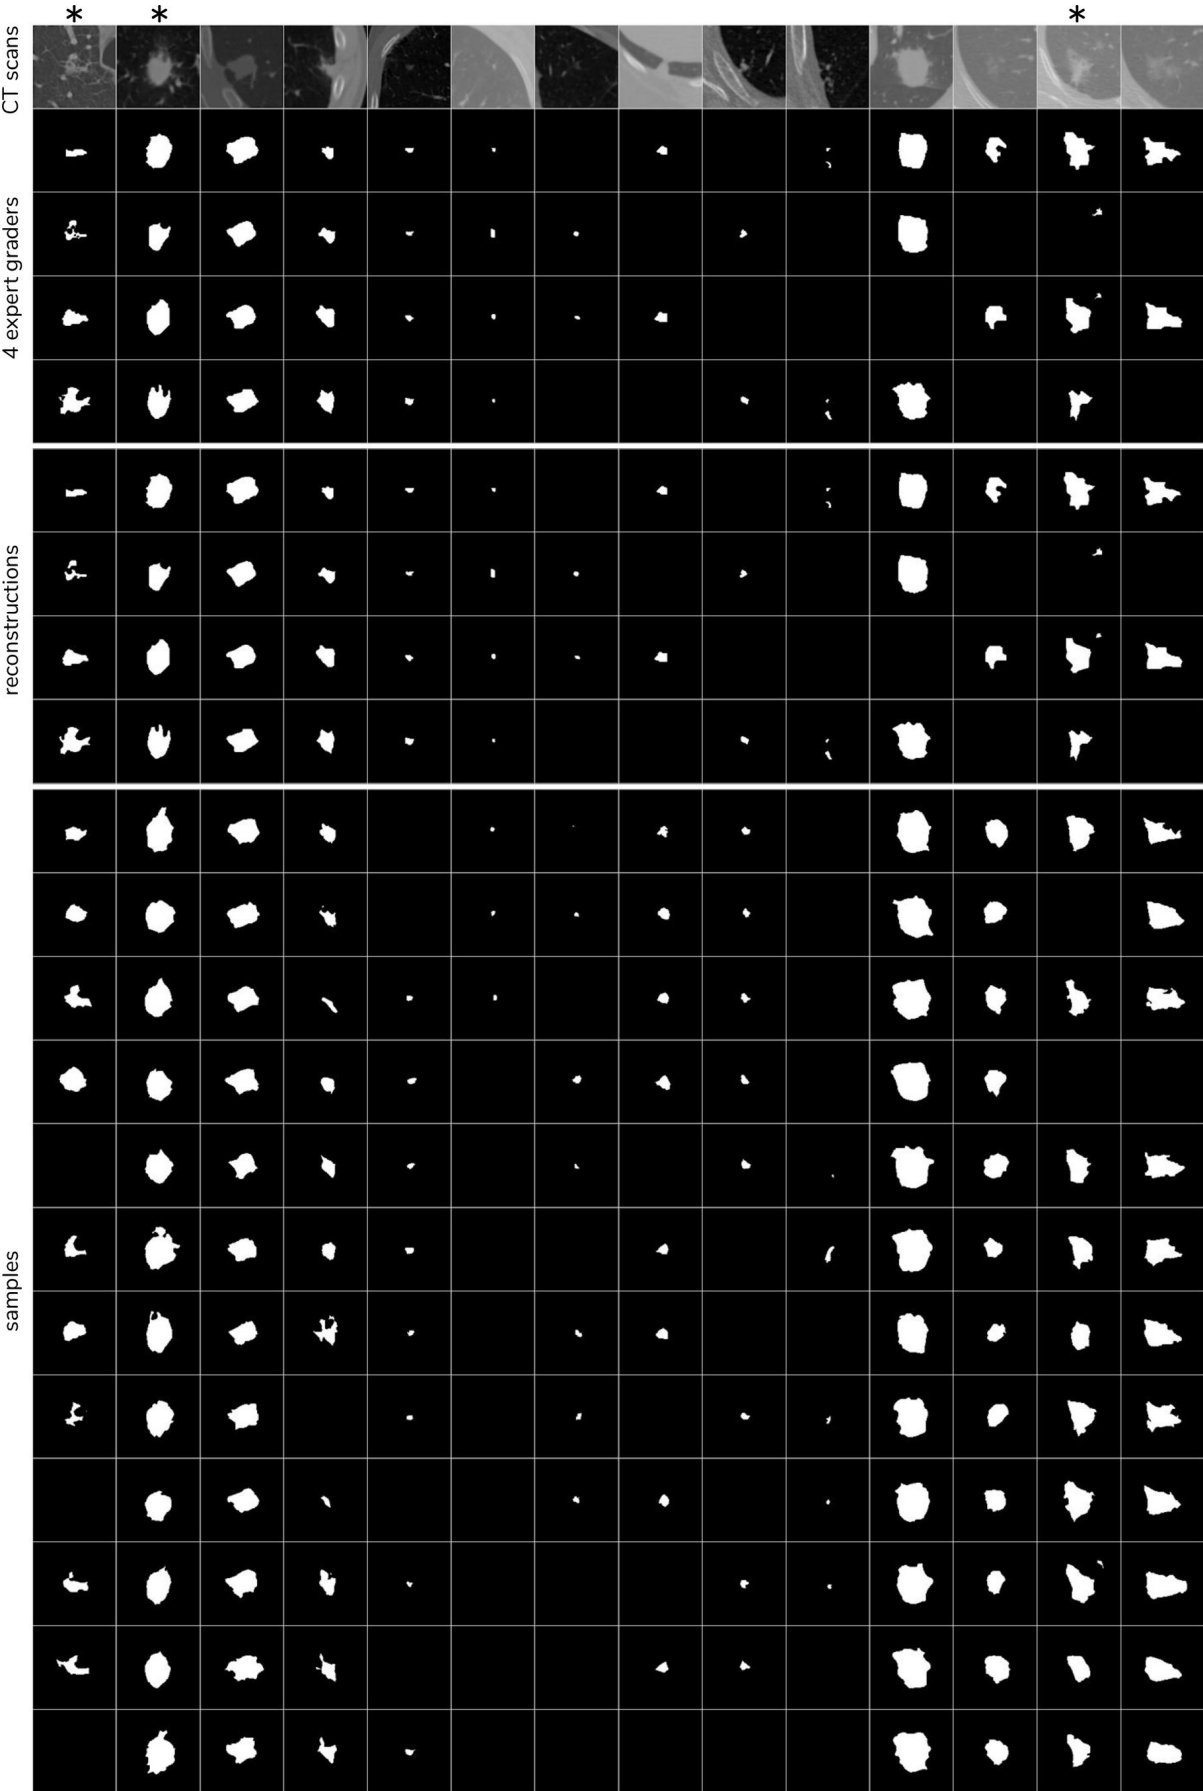 * * *
CT scans
4 expert graders
reconstructions
samples